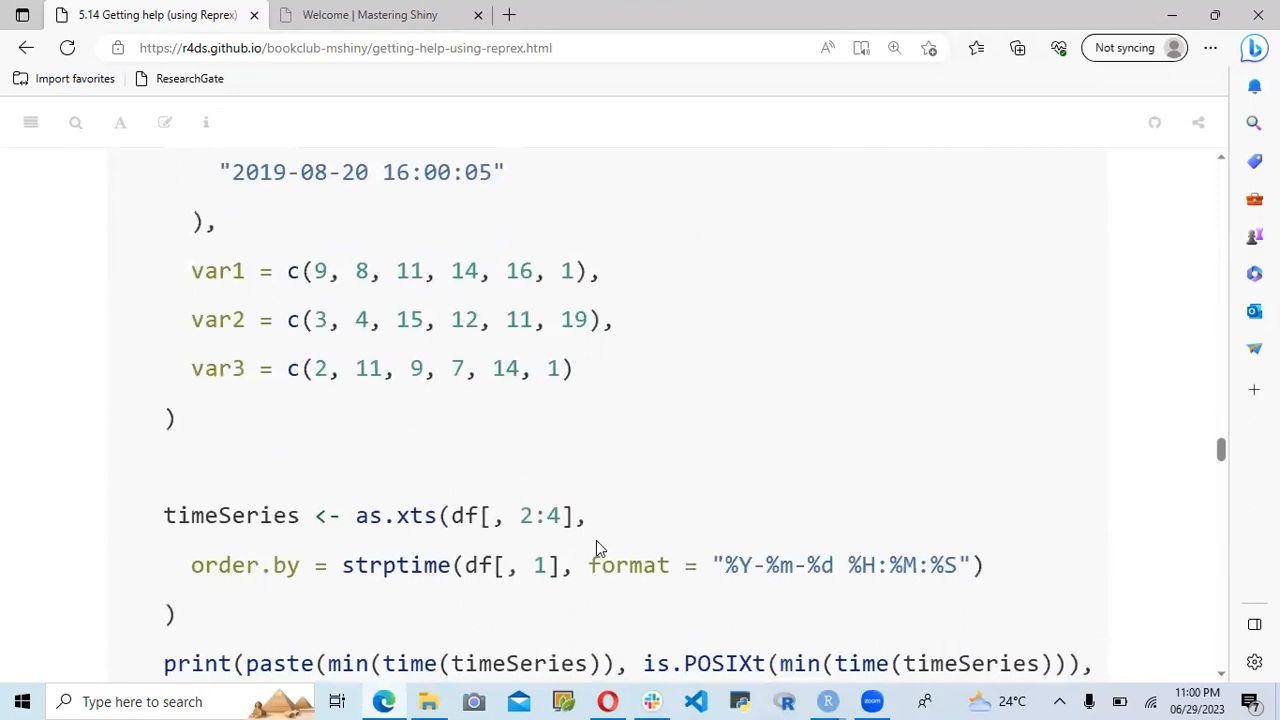 5.14 Getting help (using Reprex)
Welcome | Mastering Shiny
https://r4ds.github.io/bookclub-mshiny/getting-help-using-reprex.html
Not syncing
Import favorites
ResearchGate
"2019-08-20 16:00:05"
),
var1 = c(9, 8, 11, 14, 16, 1),
var2 = c(3, 4, 15, 12, 11, 19),
var3 = c(2, 11, 9, 7, 14, 1)
)
timeSeries <- as.xts(df[, 2:4],
order.by = strptime(df[, 1], format = "%Y-%m-%d %H:%M:%S")
)
print(paste(min(time(timeSeries)), is.POSIXt(min(time(timeSeries))),
Type here to search
zoom
24°C
11:00 PM
06/29/2023
7